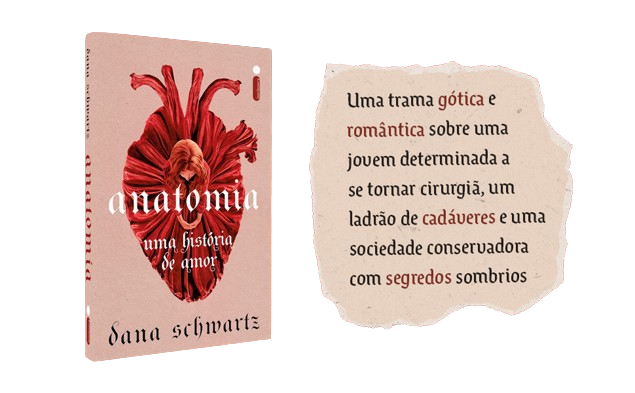 dana schwartz
anatomia
anatomia
uma história
de amor
dana schwartz
Uma trama gótica e
romântica sobre uma
jovem determinada a
se tornar cirurgiã, um
ladrão de cadáveres e uma
sociedade conservadora
com segredos sombrios